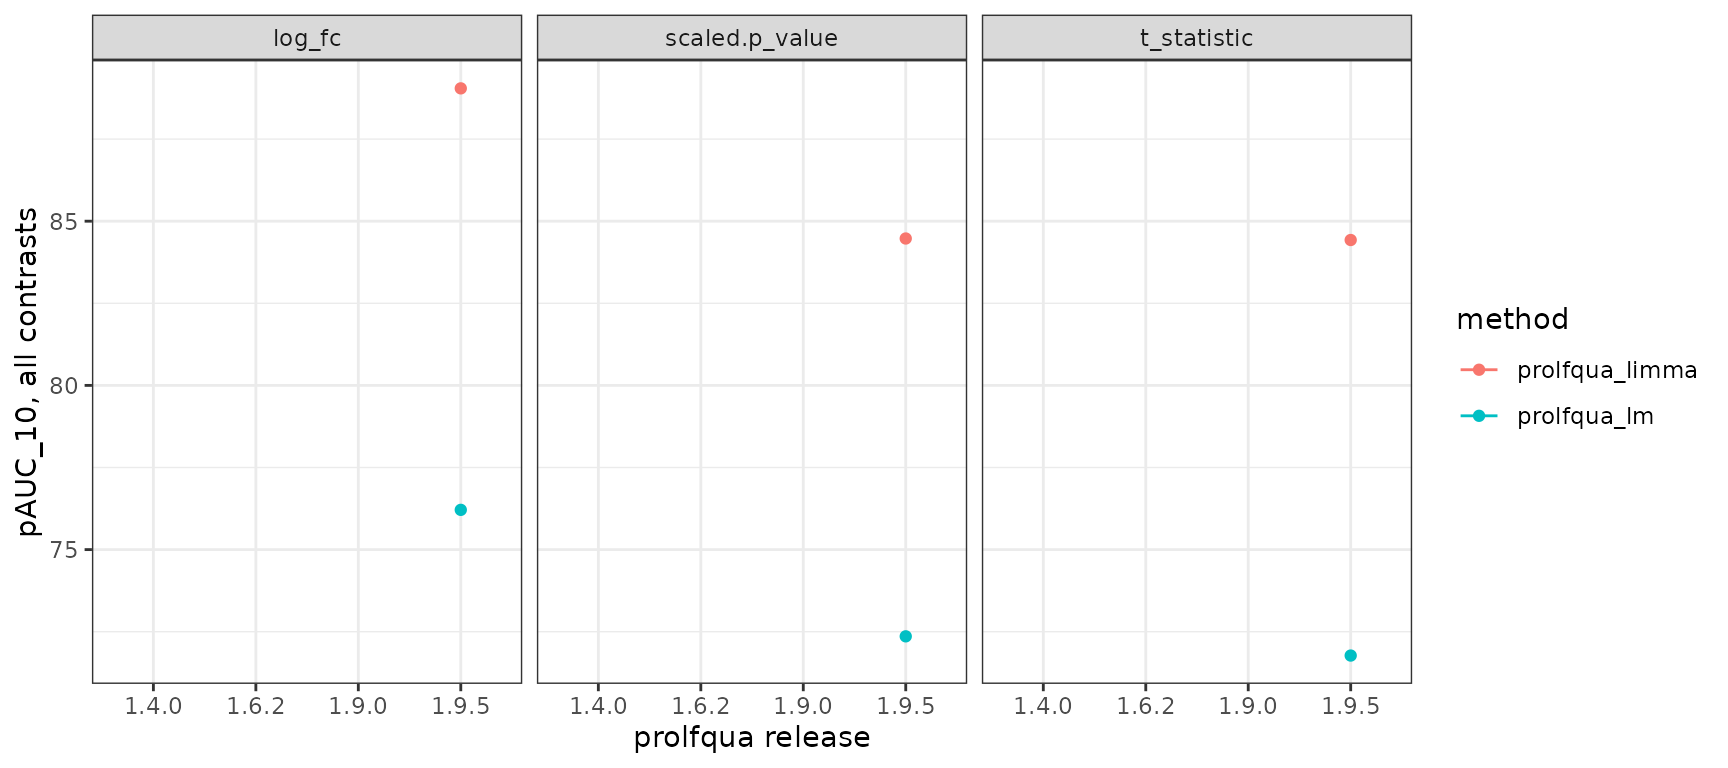 log_fc
scaled.p_value
t_statistic
pAUC_10, all contrasts
85
80
75
1.4.0 1.6.2 1.9.0 1.9.5
1.4.0 1.6.2 1.9.0 1.9.5
1.4.0 1.6.2 1.9.0 1.9.5
prolfqua release
method
prolfqua_limma
prolfqua_lm